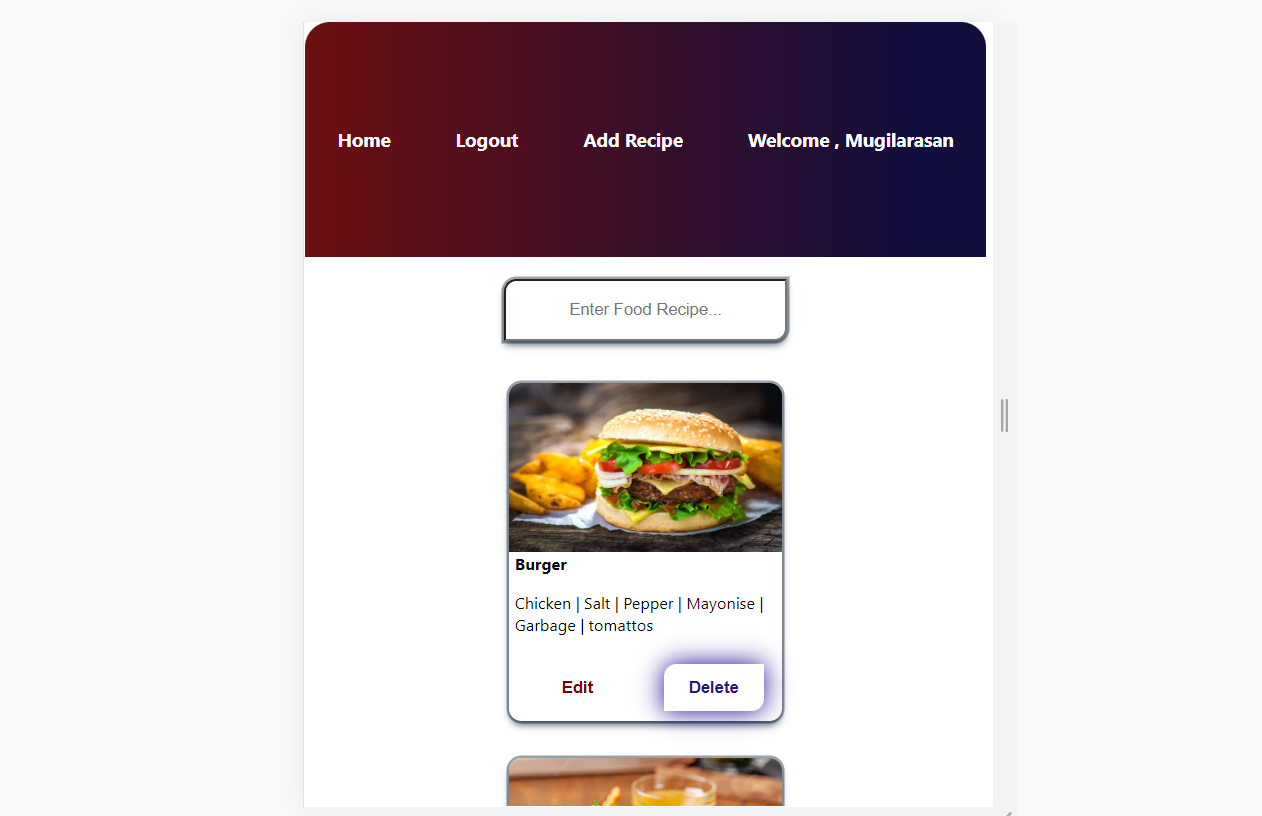 Home Logout Add Recipe Welcome , Mugilarasan
Enter Food Recipe...
Burger
Chicken | Salt | Pepper | Mayonise |
Garbage | tomattos
Edit Delete